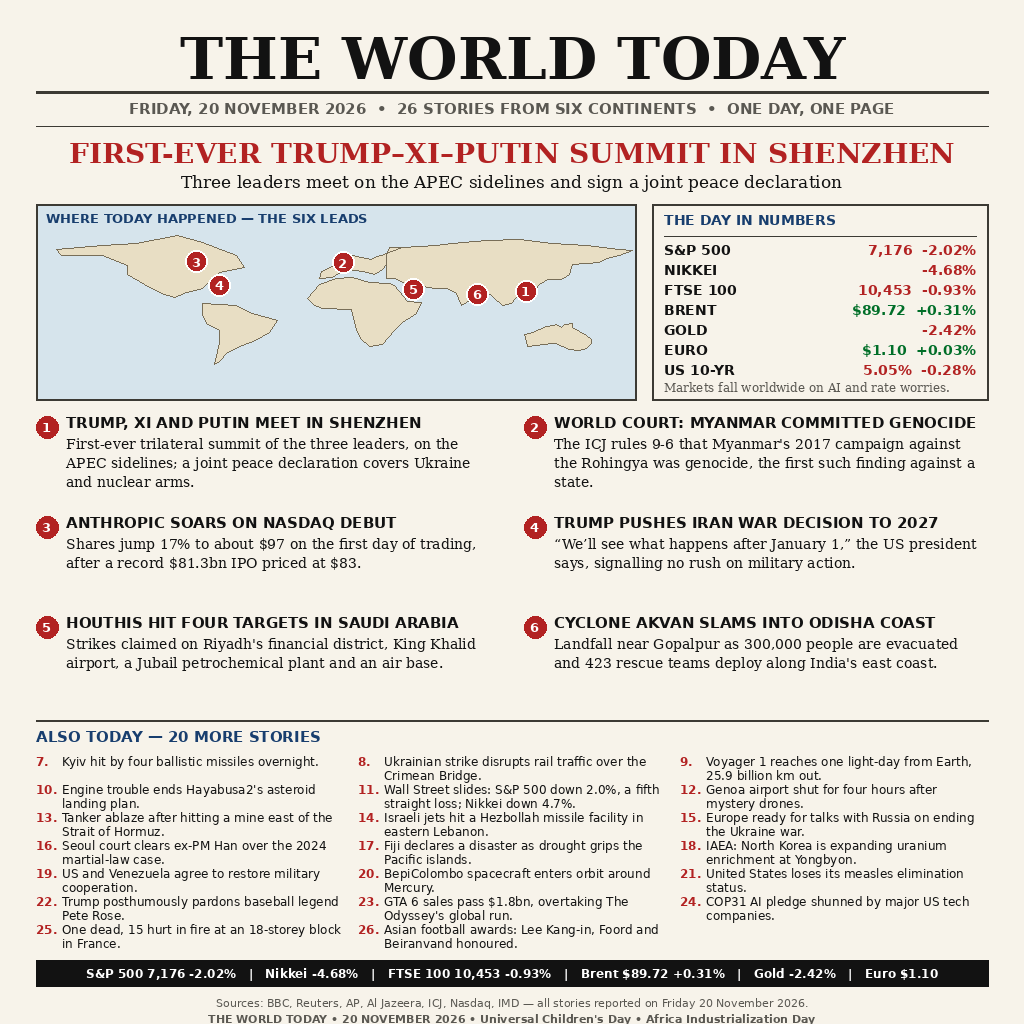 THE WORLD TODAY
FRIDAY, 20 NOVEMBER 2026 • 26 STORIES FROM SIX CONTINENTS • ONE DAY, ONE PAGE
FIRST-EVER TRUMP–XI–PUTIN SUMMIT IN SHENZHEN
Three leaders meet on the APEC sidelines and sign a joint peace declaration
WHERE TODAY HAPPENED — THE SIX LEADS
3
2
4
5
6
1
THE DAY IN NUMBERS
S&P 500 7,176 -2.02%
NIKKEI -4.68%
FTSE 100 10,453 -0.93%
BRENT $89.72 +0.31%
GOLD -2.42%
EURO $1.10 +0.03%
US 10-YR 5.05% -0.28%
Markets fall worldwide on AI and rate worries.
1 TRUMP, XI AND PUTIN MEET IN SHENZHEN
First-ever trilateral summit of the three leaders, on the
APEC sidelines; a joint peace declaration covers Ukraine
and nuclear arms.
2 WORLD COURT: MYANMAR COMMITTED GENOCIDE
The ICJ rules 9-6 that Myanmar's 2017 campaign against
the Rohingya was genocide, the first such finding against a
state.
3 ANTHROPIC SOARS ON NASDAQ DEBUT
Shares jump 17% to about $97 on the first day of trading,
after a record $81.3bn IPO priced at $83.
4 TRUMP PUSHES IRAN WAR DECISION TO 2027
“We’ll see what happens after January 1,” the US president
says, signalling no rush on military action.
5 HOUTHIS HIT FOUR TARGETS IN SAUDI ARABIA
Strikes claimed on Riyadh's financial district, King Khalid
airport, a Jubail petrochemical plant and an air base.
6 CYCLONE AKVAN SLAMS INTO ODISHA COAST
Landfall near Gopalpur as 300,000 people are evacuated
and 423 rescue teams deploy along India's east coast.
ALSO TODAY — 20 MORE STORIES
7. Kyiv hit by four ballistic missiles overnight.
8. Ukrainian strike disrupts rail traffic over the
Crimean Bridge.
9. Voyager 1 reaches one light-day from Earth,
25.9 billion km out.
10. Engine trouble ends Hayabusa2's asteroid
landing plan.
11. Wall Street slides: S&P 500 down 2.0%, a fifth
straight loss; Nikkei down 4.7%.
12. Genoa airport shut for four hours after
mystery drones.
13. Tanker ablaze after hitting a mine east of the
Strait of Hormuz.
14. Israeli jets hit a Hezbollah missile facility in
eastern Lebanon.
15. Europe ready for talks with Russia on ending
the Ukraine war.
16. Seoul court clears ex-PM Han over the 2024
martial-law case.
17. Fiji declares a disaster as drought grips the
Pacific islands.
18. IAEA: North Korea is expanding uranium
enrichment at Yongbyon.
19. US and Venezuela agree to restore military
cooperation.
20. BepiColombo spacecraft enters orbit around
Mercury.
21. United States loses its measles elimination
status.
22. Trump posthumously pardons baseball legend
Pete Rose.
23. GTA 6 sales pass $1.8bn, overtaking The
Odyssey's global run.
24. COP31 AI pledge shunned by major US tech
companies.
25. One dead, 15 hurt in fire at an 18-storey block
in France.
26. Asian football awards: Lee Kang-in, Foord and
Beiranvand honoured.
S&P 500 7,176 -2.02% | Nikkei -4.68% | FTSE 100 10,453 -0.93% | Brent $89.72 +0.31% | Gold -2.42% | Euro $1.10
Sources: BBC, Reuters, AP, Al Jazeera, ICJ, Nasdaq, IMD — all stories reported on Friday 20 November 2026.
THE WORLD TODAY • 20 NOVEMBER 2026 • Universal Children's Day • Africa Industrialization Day